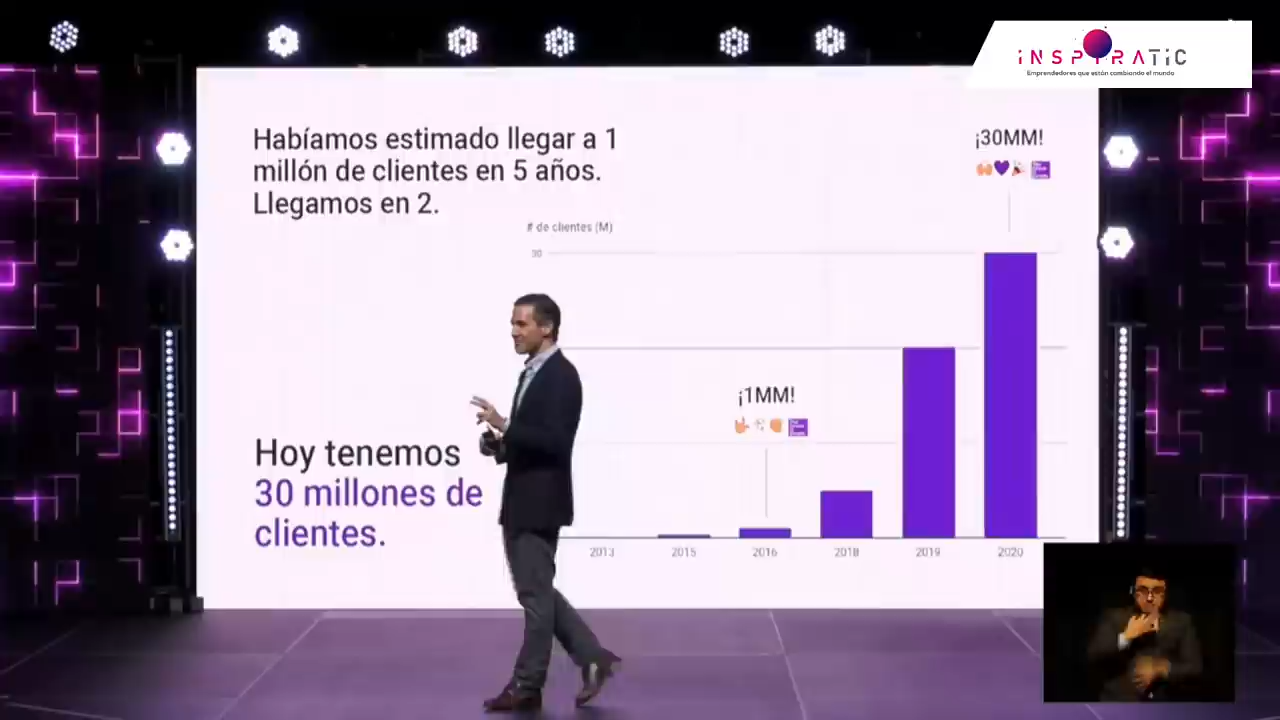 INSPIRATIC
Emprendedores que están cambiando el mundo
Habíamos estimado llegar a 1
millón de clientes en 5 años.
Llegamos en 2.
¡30MM!
# de clientes (M)
30
¡1MM!
Hoy tenemos
30 millones de
clientes.
2013 2015 2016 2018 2019 2020